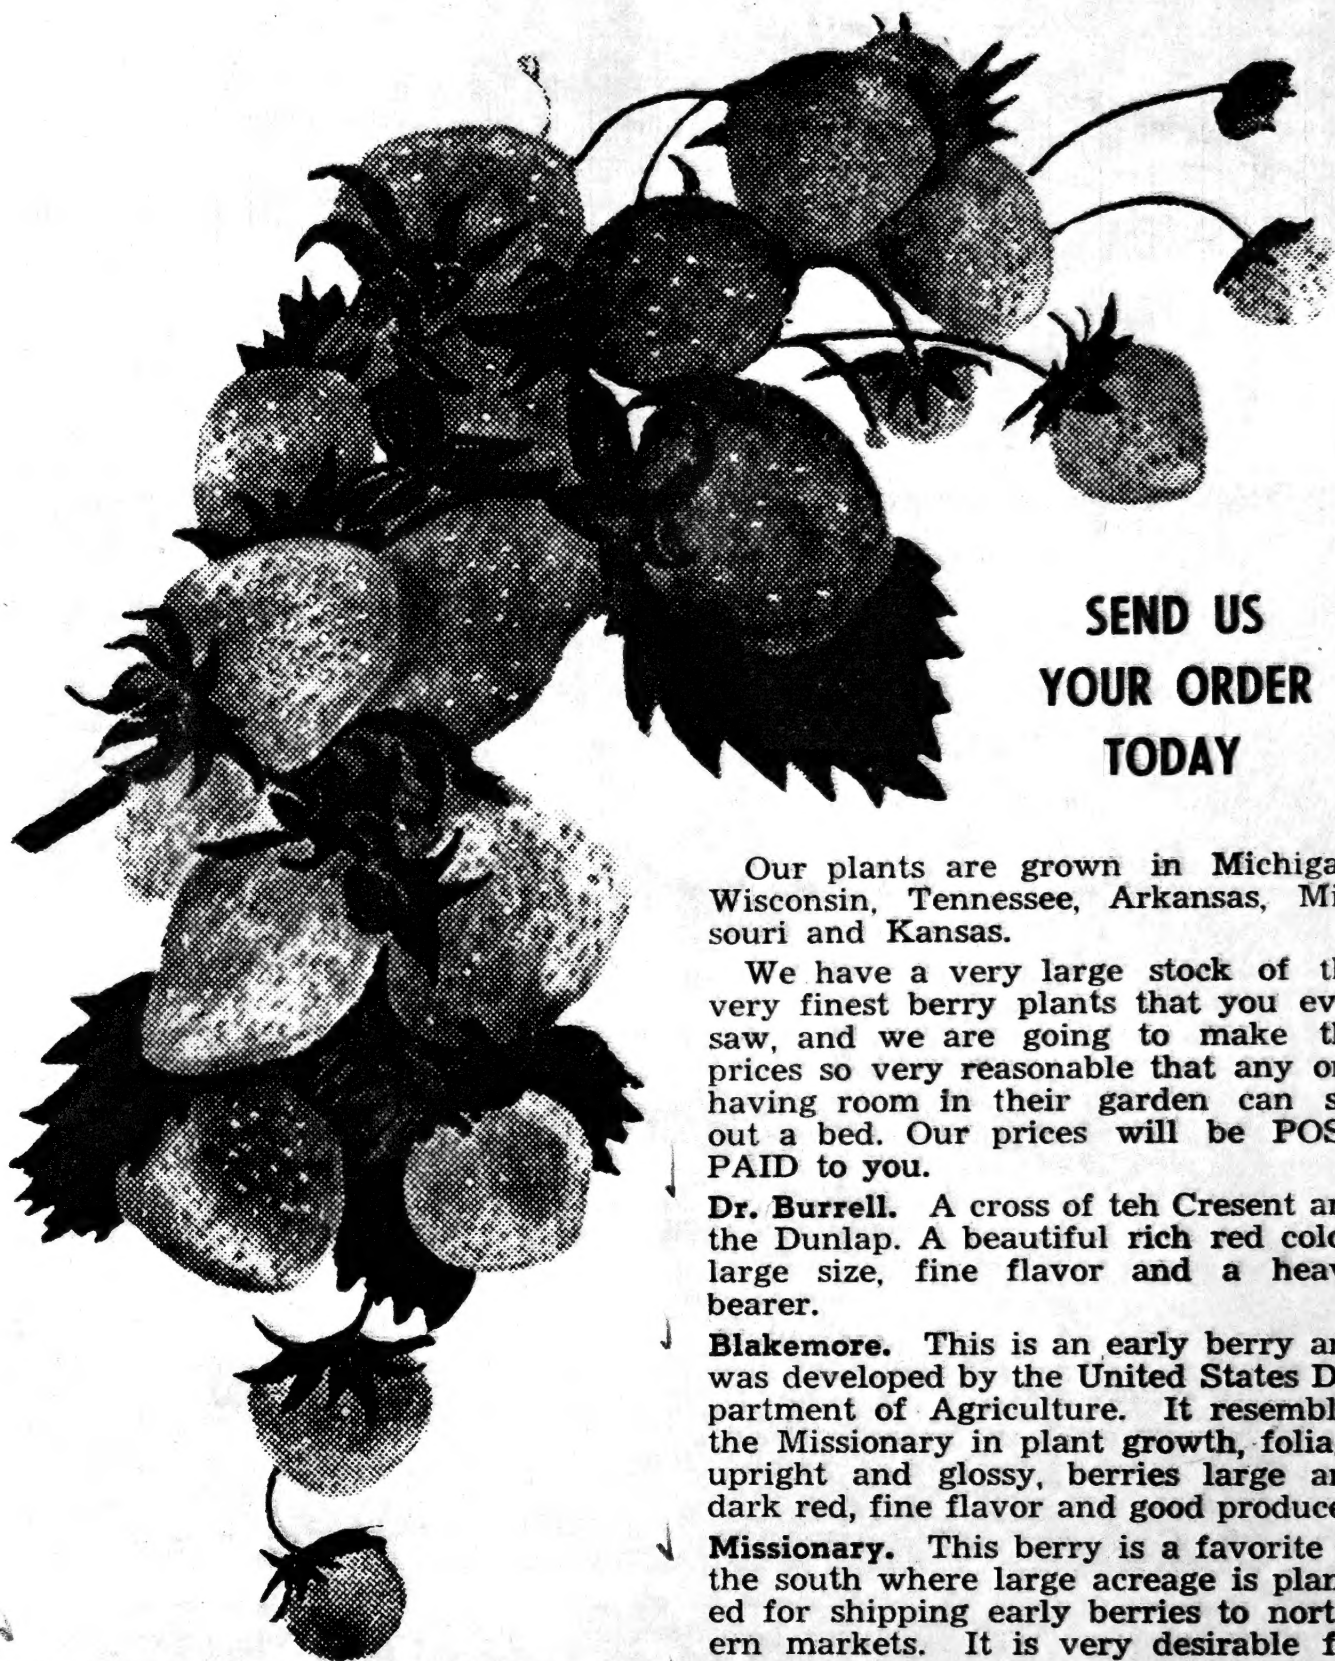 SEND US
YOUR ORDER
TODAY
Our plants are grown in Michiga
Wisconsin, Tennessee, Arkansas, Mi
souri and Kansas.
We have a very large stock of t
very finest berry plants that you ev
saw, and we are going to make t
prices so very reasonable that any o
having room in their garden can s
out a bed. Our prices will be POS
PAID to you.
Dr. Burrell. A cross of teh Cresent a
the Dunlap. A beautiful rich red colo
large size, fine flavor and a heav
bearer.
Blakemore. This is an early berry a
was developed by the United States D
partment of Agriculture. It resembl
the Missionary in plant growth, folia
upright and glossy, berries large a
dark red, fine flavor and good produce
Missionary. This berry is a favorite
the south where large acreage is plan
ed for shipping early berries to nort
ern markets. It is very desirable f